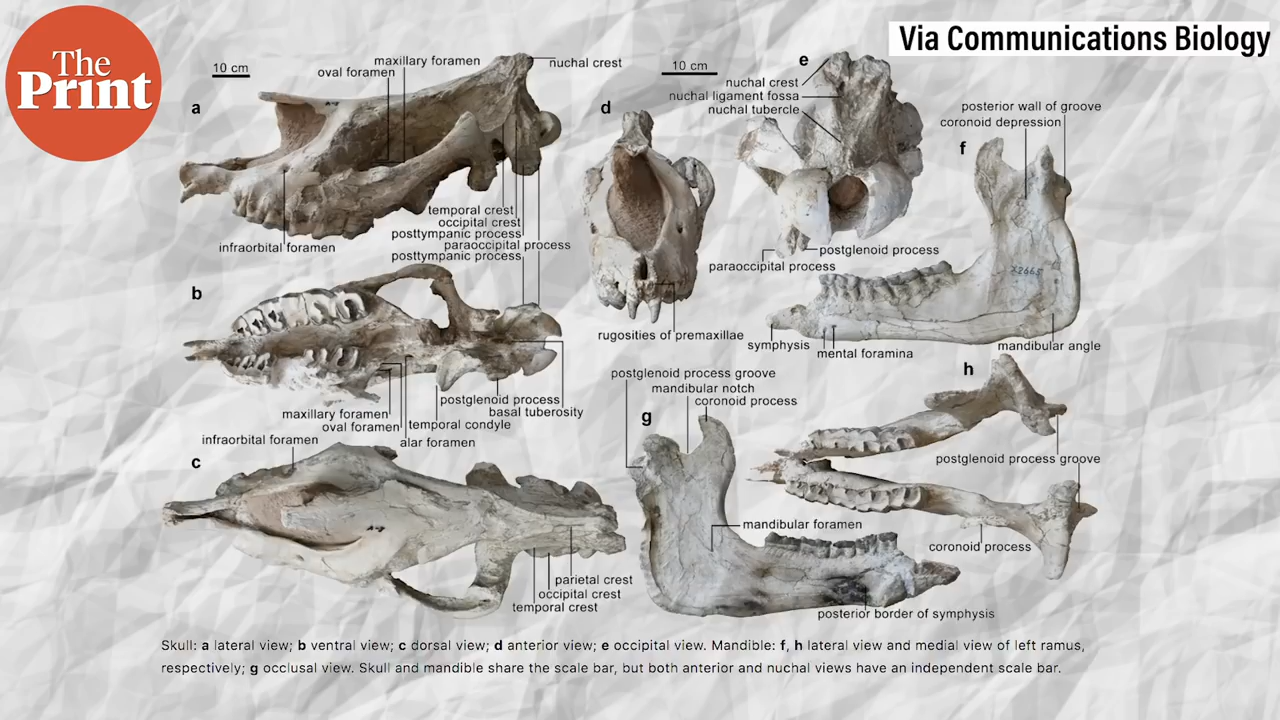 The
Print
Via Communications Biology
10 cm
maxillary foramen
oval foramen
nuchal crest
a
temporal crest
occipital crest
posttympanic process
paraoccipital process
posttympanic process
infraorbital foramen
b
maxillary foramen
oval foramen
alar foramen
temporal condyle
postglenoid process
basal tuberosity
infraorbital foramen
c
parietal crest
occipital crest
temporal crest
10 cm
d
rugosities of premaxillae
e
nuchal crest
nuchal ligament fossa
nuchal tubercle
postglenoid process
paraoccipital process
posterior wall of groove
coronoid depression
f
X2665
symphysis
mental foramina
mandibular angle
postglenoid process groove
mandibular notch
coronoid process
g
mandibular foramen
posterior border of symphysis
h
postglenoid process groove
coronoid process
Skull: a lateral view; b ventral view; c dorsal view; d anterior view; e occipital view. Mandible: f, h lateral view and medial view of left ramus,
respectively; g occlusal view. Skull and mandible share the scale bar, but both anterior and nuchal views have an independent scale bar.